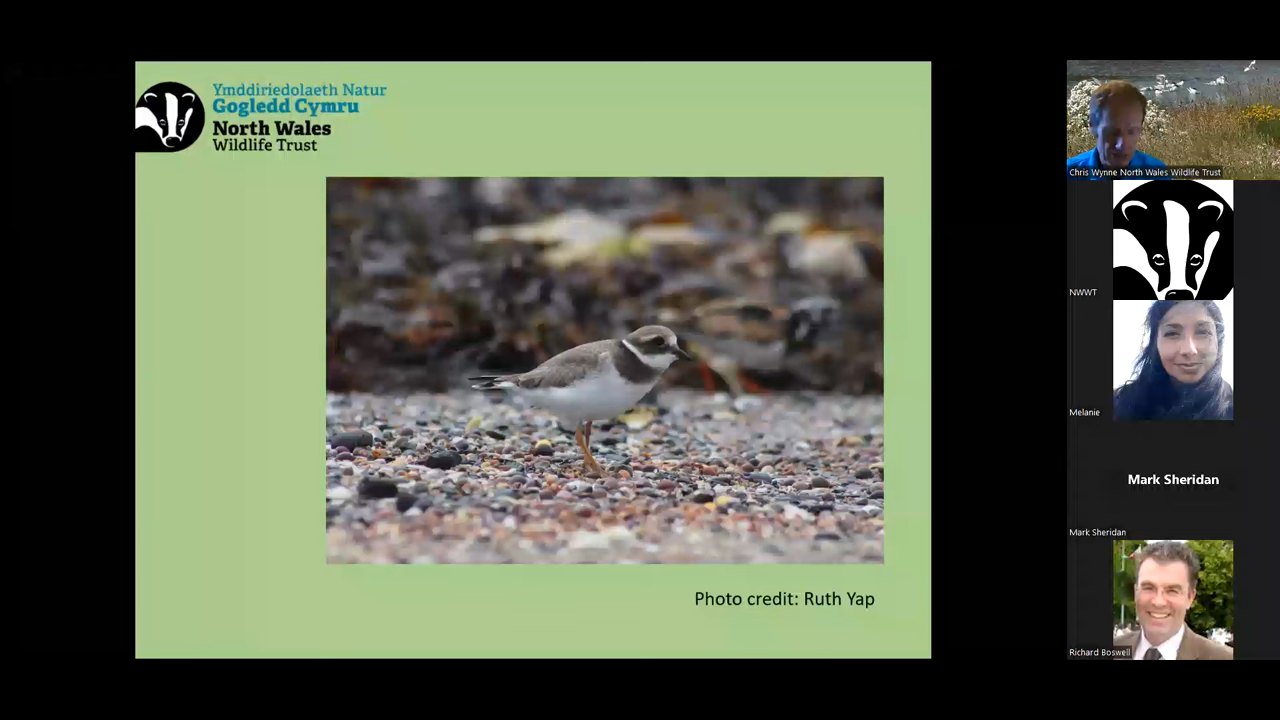 Ymddiriedolaeth Natur
Gogledd Cymru
North Wales
Wildlife Trust
Photo credit: Ruth Yap
Chris Wynne North Wales Wildlife Trust
NWWT
Melanie
Mark Sheridan
Mark Sheridan
Richard Boswell